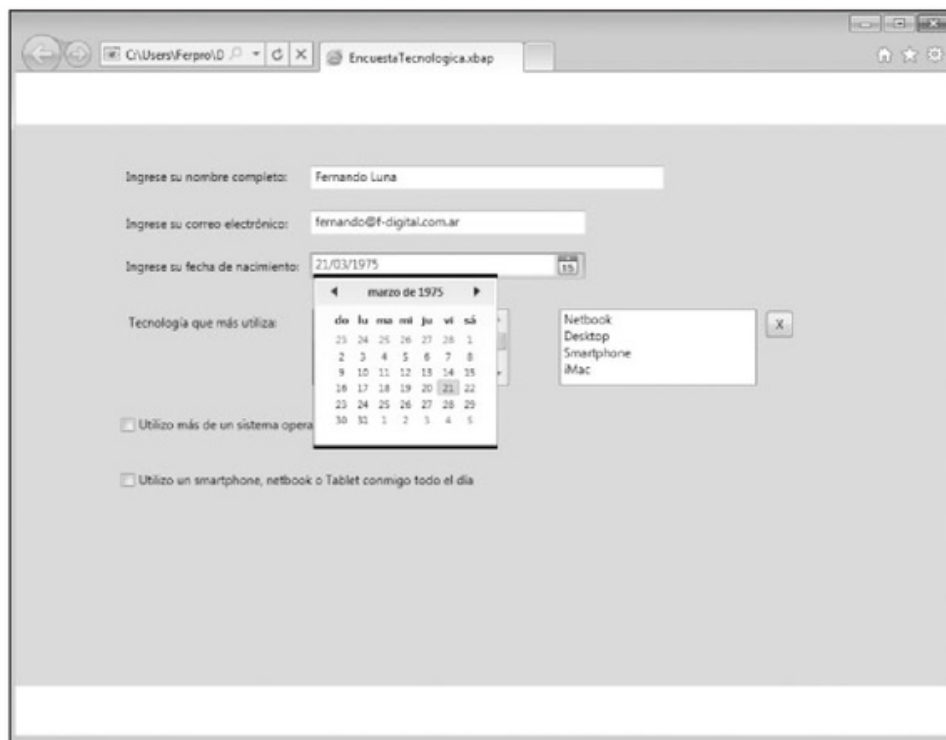 C:\Users\Ferpro\D
EncuestaTecnologica.xbap
Ingrese su nombre completo:
Fernando Luna
Ingrese su correo electrónico:
fernando@f-digital.com.ar
Ingrese su fecha de nacimiento:
21/03/1975
15
marzo de 1975
do lu ma mi ju vi sá
23 24 25 26 27 28 1
2 3 4 5 6 7 8
9 10 11 12 13 14 15
16 17 18 19 20 21 22
23 24 25 26 27 28 29
30 31 1 2 3 4 5
Tecnología que más utiliza:
Netbook
Desktop
Smartphone
iMac
X
Utilizo más de un sistema opera
Utilizo un smartphone, netbook o Tablet conmigo todo el día